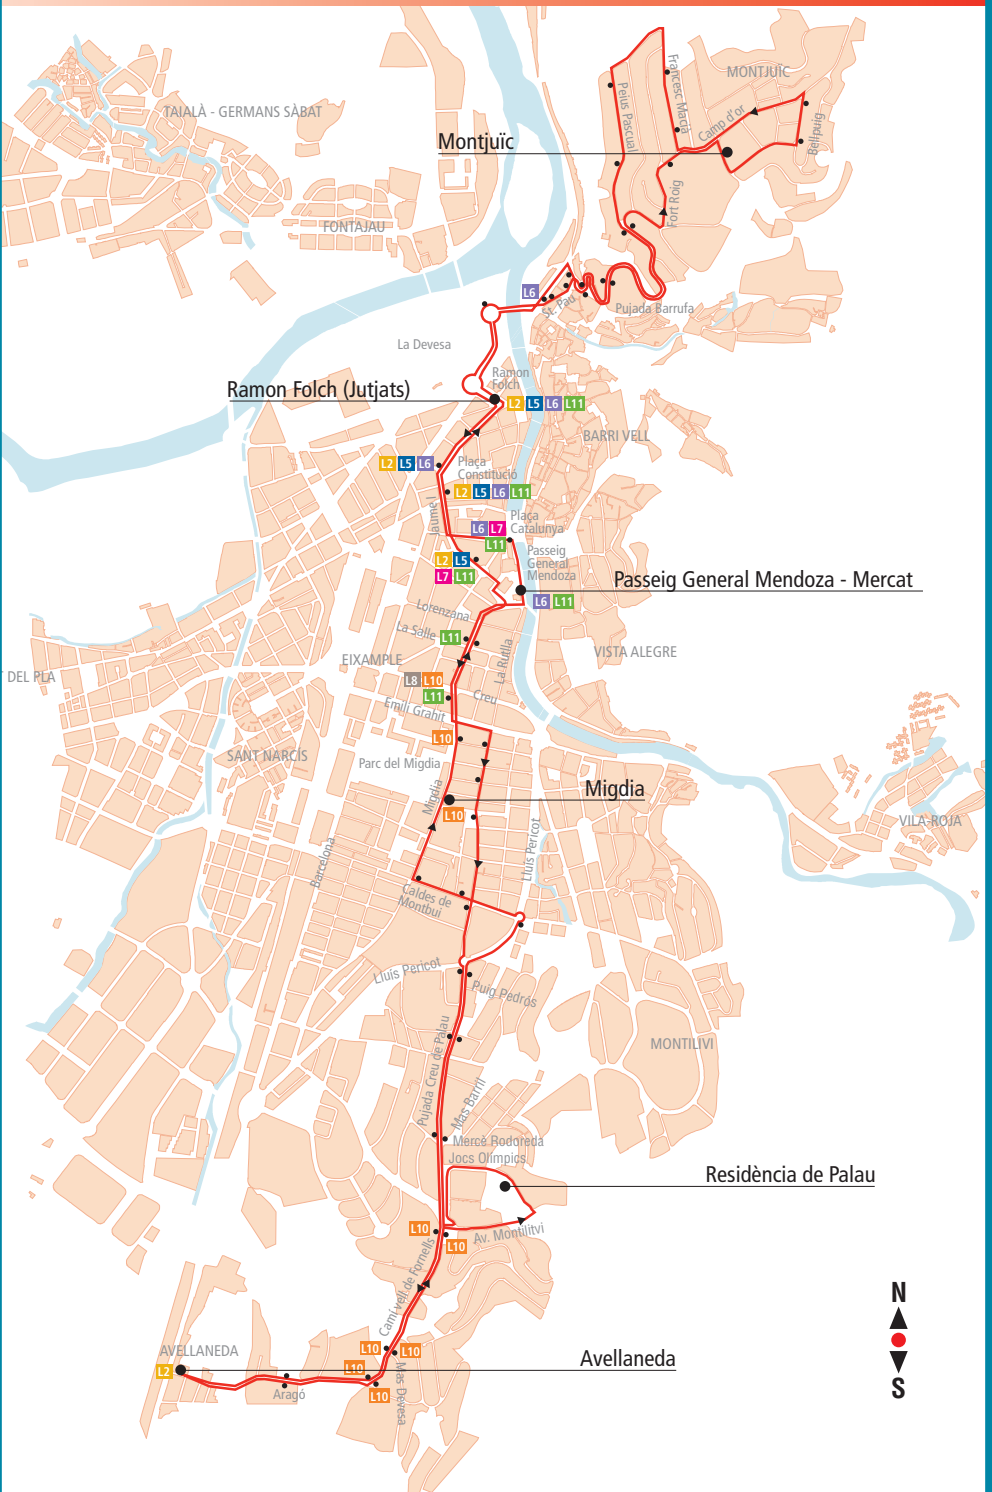 MONTJUÏC
Francesc Macià
Peius Pascual
Camp d'or
Bellpuig
TAIALÀ - GERMANS SÀBAT
Montjuïc
Fort Roig
FONTAJAU
L6
St. Pau
Pujada Barrufa
La Devesa
Ramon
Folch
Ramon Folch (Jutjats)
L2 L5 L6 L11
BARRI VELL
L2 L5 L6
Plaça
Constitució
L2 L5 L6 L11
Jaume I
Plaça
Catalunya
L6 L7
L11
Passeig
General
Mendoza
L2 L5
L7 L11
Passeig General Mendoza - Mercat
L6 L11
Lorenzana
La Salle
L11
La Rutlla
VISTA ALEGRE
EIXAMPLE
T DEL PLA
L8 L10
L11
Creu
Emili Grahit
L10
SANT NARCÍS
Parc del Migdia
Migdia
Migdia
L10
VILA-ROJA
Lluís Pericot
Barcelona
Caldes de
Montbui
Lluís Pericot
Puig Pedrós
Pujada Creu de Palau
MONTILIVI
Mas Barril
Mercè Rodoreda
Jocs Olímpics
Residència de Palau
L10
L10
Av. Montilitvi
Camí vell de Fornells
N
S
AVELLANEDA
L2
L10
L10
L10
L10
Avellaneda
Aragó
Mas Devesa